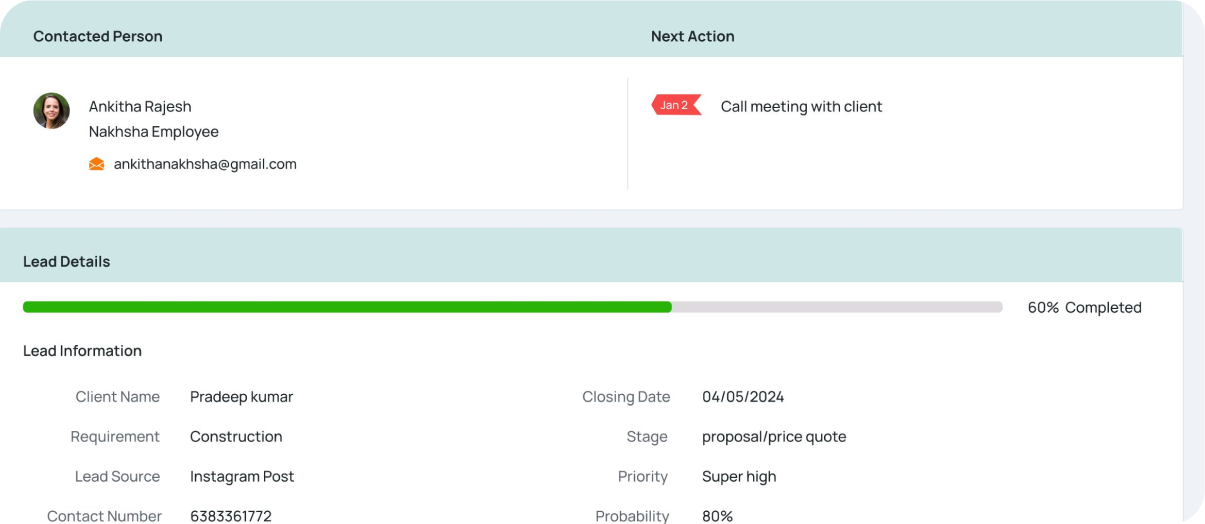 Contacted Person
Next Action
Ankitha Rajesh
Nakhsha Employee
ankithanakhsha@gmail.com
Jan 2
Call meeting with client
Lead Details
60% Completed
Lead Information
Client Name Pradeep kumar
Closing Date 04/05/2024
Requirement Construction
Stage proposal/price quote
Lead Source Instagram Post
Priority Super high
Contact Number 6383361772
Probability 80%